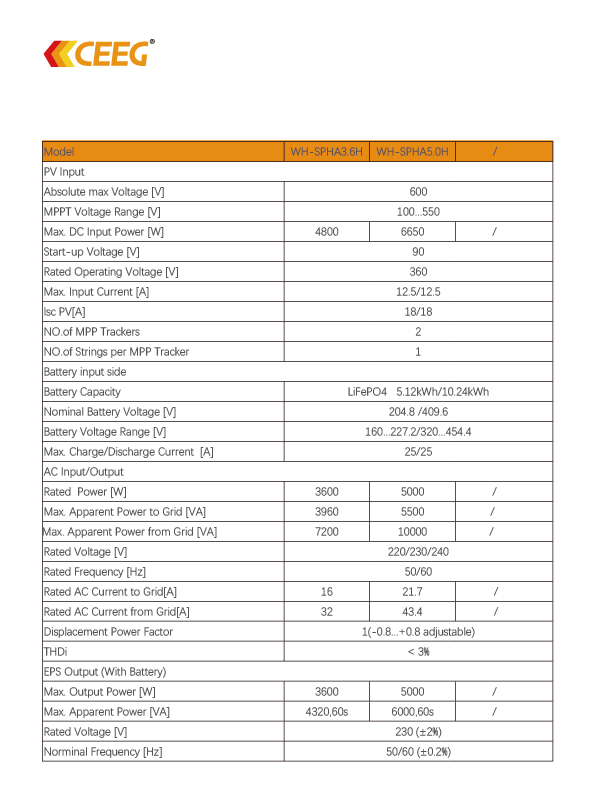 CEEG®
Model WH-SPHA3.6H WH-SPHA5.0H /
PV Input
Absolute max Voltage [V] 600
MPPT Voltage Range [V] 100...550
Max. DC Input Power [W] 4800 6650 /
Start-up Voltage [V] 90
Rated Operating Voltage [V] 360
Max. Input Current [A] 12.5/12.5
Isc PV[A] 18/18
NO.of MPP Trackers 2
NO.of Strings per MPP Tracker 1
Battery input side
Battery Capacity LiFePO4 5.12kWh/10.24kWh
Nominal Battery Voltage [V] 204.8 /409.6
Battery Voltage Range [V] 160...227.2/320...454.4
Max. Charge/Discharge Current [A] 25/25
AC Input/Output
Rated Power [W] 3600 5000 /
Max. Apparent Power to Grid [VA] 3960 5500 /
Max. Apparent Power from Grid [VA] 7200 10000 /
Rated Voltage [V] 220/230/240
Rated Frequency [Hz] 50/60
Rated AC Current to Grid[A] 16 21.7 /
Rated AC Current from Grid[A] 32 43.4 /
Displacement Power Factor 1(-0.8...+0.8 adjustable)
THDi < 3%
EPS Output (With Battery)
Max. Output Power [W] 3600 5000 /
Max. Apparent Power [VA] 4320,60s 6000,60s /
Rated Voltage [V] 230 (±2%)
Norminal Frequency [Hz] 50/60 (±0.2%)